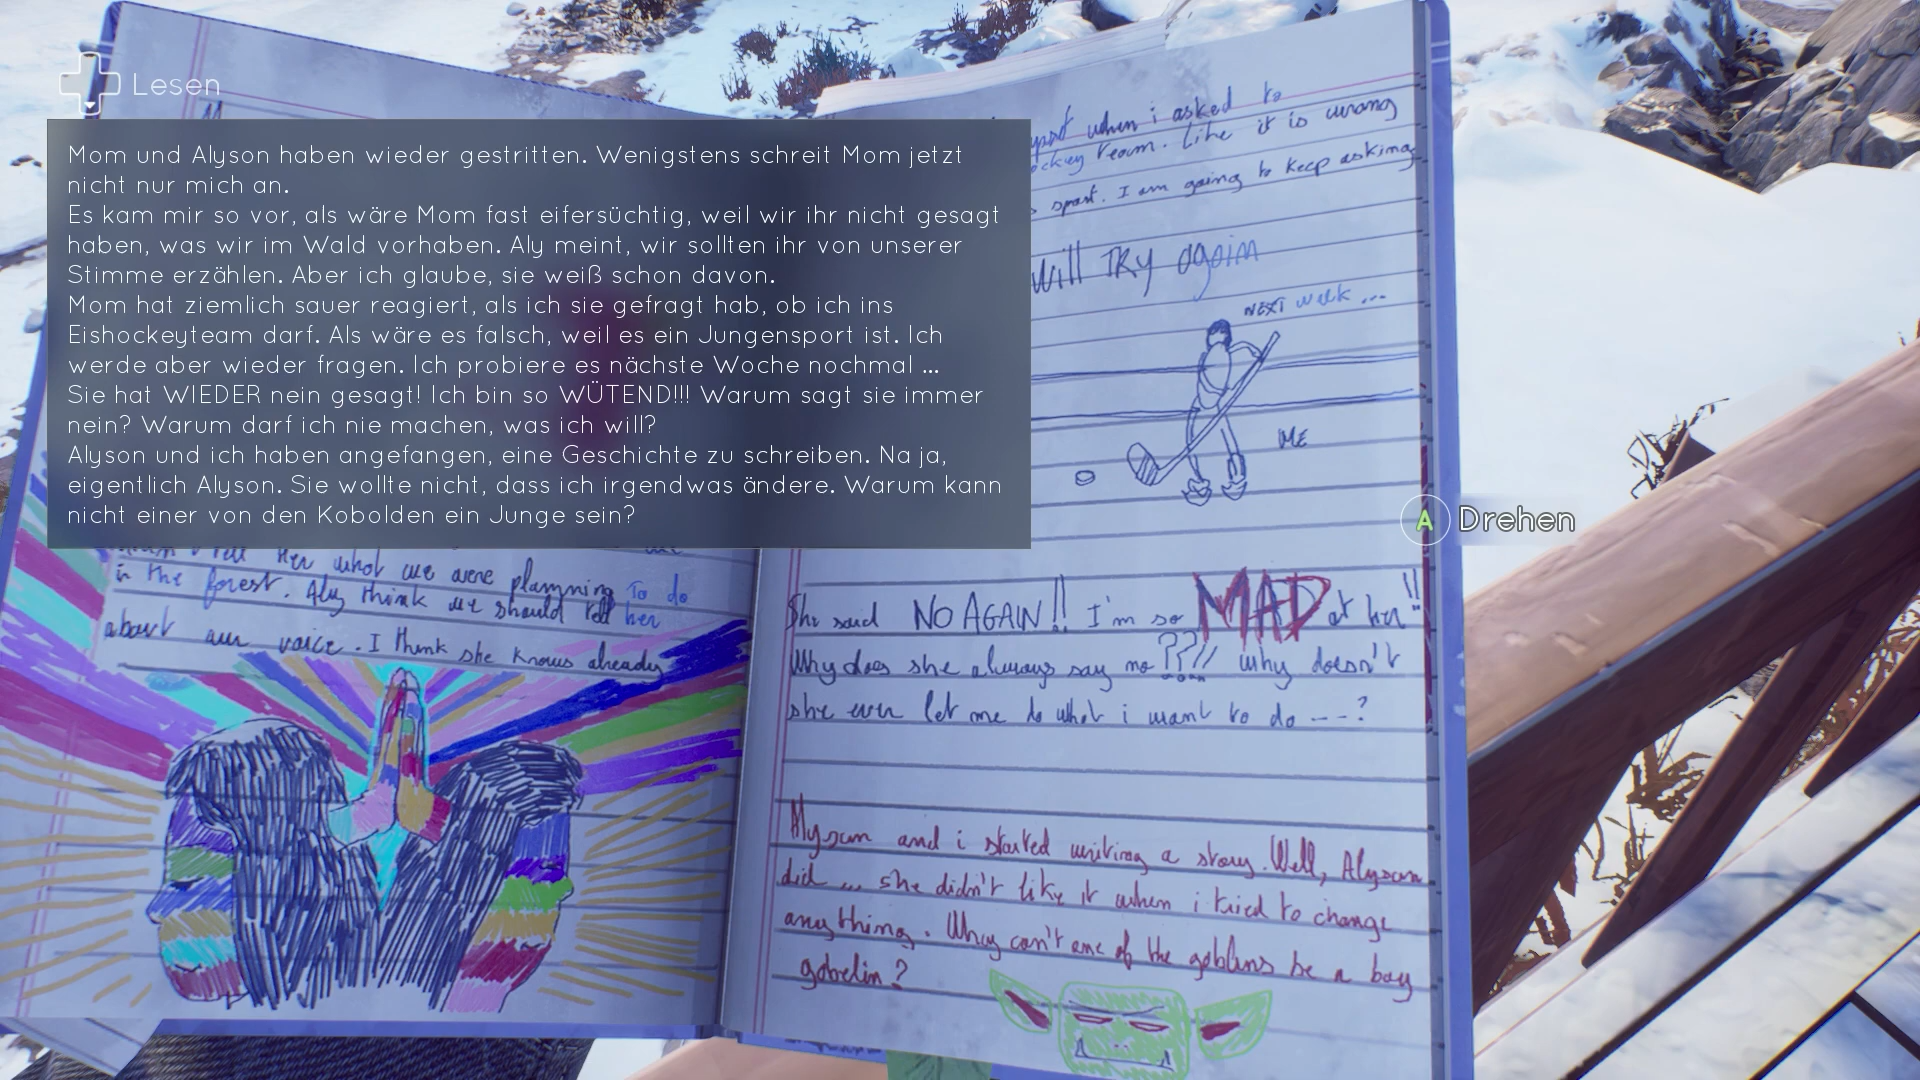 Lesen
Mom und Alyson haben wieder gestritten. Wenigstens schreit Mom jetzt
nicht nur mich an.
Es kam mir so vor, als wäre Mom fast eifersüchtig, weil wir ihr nicht gesagt
haben, was wir im Wald vorhaben. Aly meint, wir sollten ihr von unserer
Stimme erzählen. Aber ich glaube, sie weiß schon davon.
Mom hat ziemlich sauer reagiert, als ich sie gefragt hab, ob ich ins
Eishockeyteam darf. Als wäre es falsch, weil es ein Jungensport ist. Ich
werde aber wieder fragen. Ich probiere es nächste Woche nochmal ...
Sie hat WIEDER nein gesagt! Ich bin so WÜTEND!!! Warum sagt sie immer
nein? Warum darf ich nie machen, was ich will?
Alyson und ich haben angefangen, eine Geschichte zu schreiben. Na ja,
eigentlich Alyson. Sie wollte nicht, dass ich irgendwas ändere. Warum kann
nicht einer von den Kobolden ein Junge sein?
her what we were planning to do
in the forest. Aly think we should tell her
about our voice. I think she knows already
when i asked to
team. Like it is wrong
sport. I am going to keep asking
Will TRY again
NEXT week ...
ME
She said NO AGAIN!! I'm so MAD at her!!
Why does she always say no ??!! why doesn't
she ever let me do what i want to do ---?
Alyson and i started writing a story. Well, Alyson
did ... she didn't like it when i tried to change
anything. Why can't one of the goblins be a boy
gobelin?
A Drehen